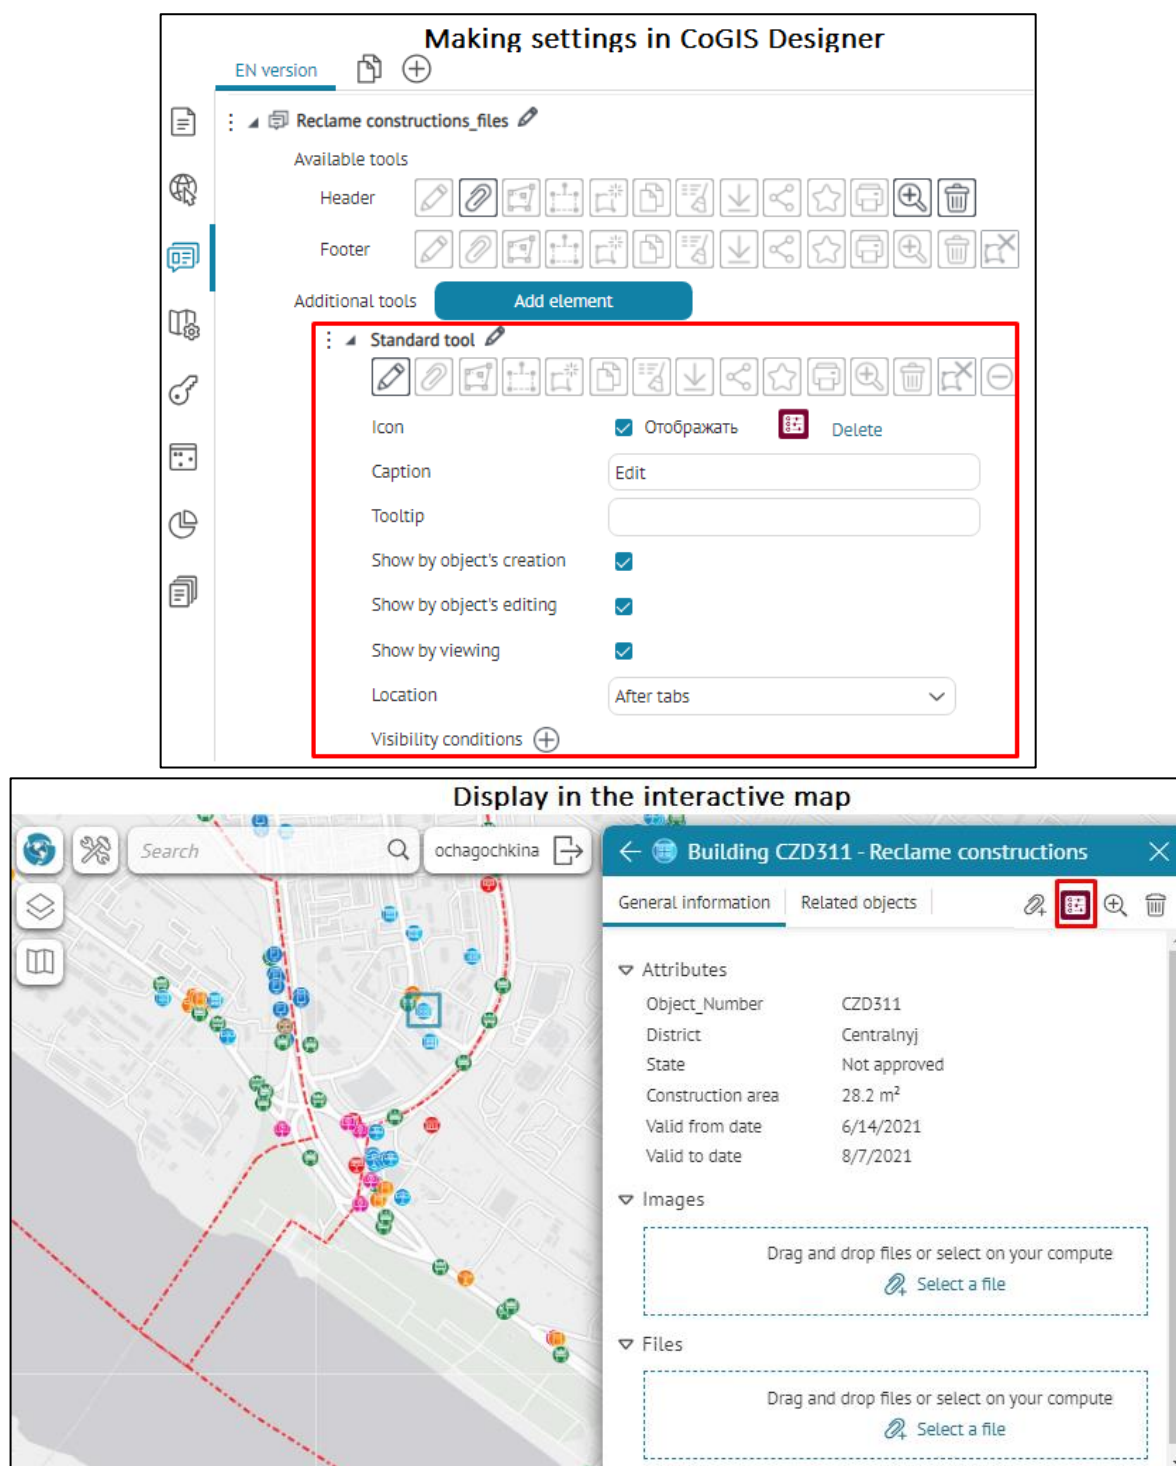 Making settings in CoGIS Designer
EN version
Reclame constructions_files
Available tools
Header
Footer
Additional tools
Add element
Standard tool
Icon
Отображать
Delete
Caption
Edit
Tooltip
Show by object's creation
Show by object's editing
Show by viewing
Location
After tabs
Visibility conditions
Display in the interactive map
Search
ochagochkina
Building CZD311 - Reclame constructions
General information
Related objects
Attributes
Object_Number CZD311
District Centralnyj
State Not approved
Construction area 28.2 m²
Valid from date 6/14/2021
Valid to date 8/7/2021
Images
Drag and drop files or select on your compute
Select a file
Files
Drag and drop files or select on your compute
Select a file